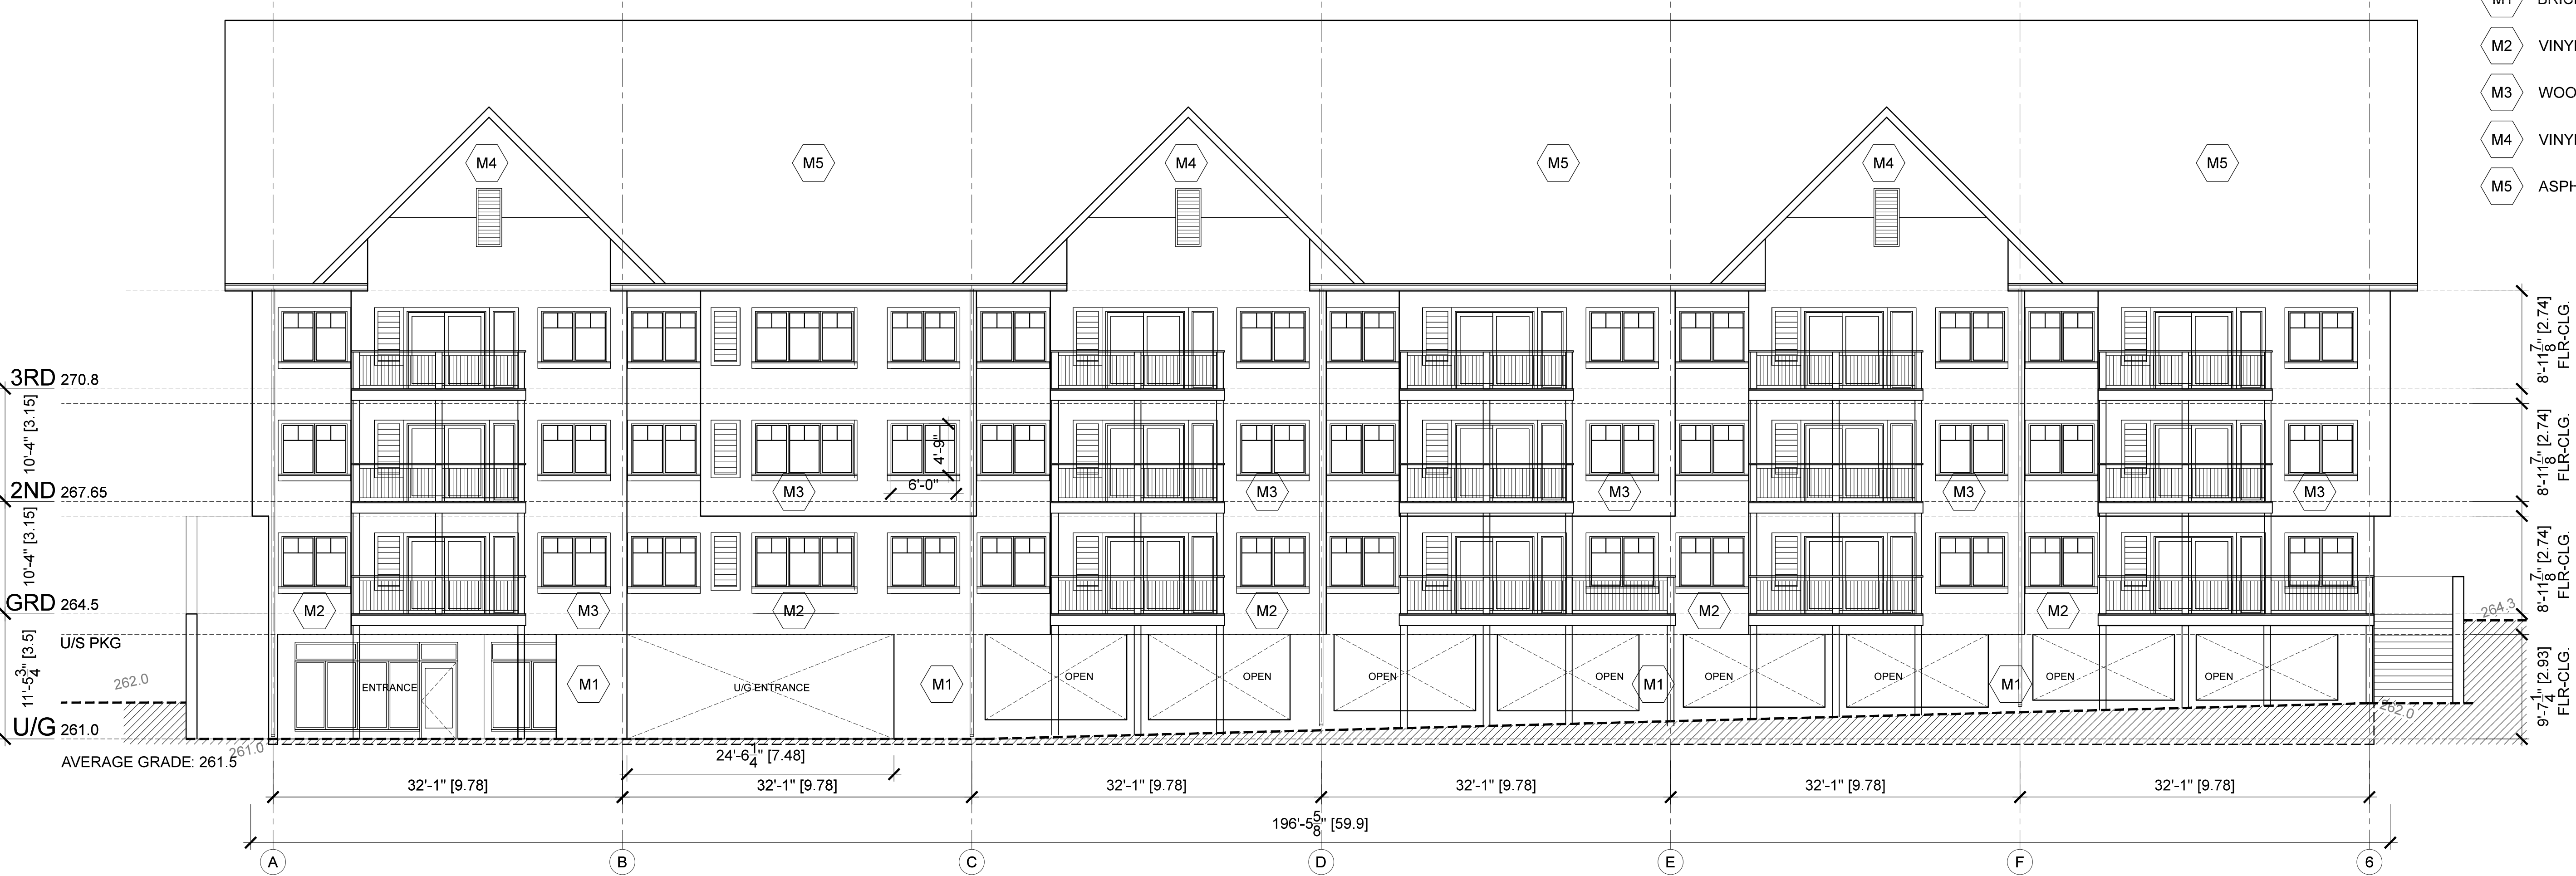 M1 BRIC
M2 VINY
M3 WOO
M4 VINY
M5 ASPH
M4
M5
M4
M5
M4
M5
8'-11 7/8" [2.74]
FLR-CLG.
3RD 270.8
10'-4" [3.15]
4'-9"
6'-0"
8'-11 7/8" [2.74]
FLR-CLG.
2ND 267.65
M3
M3
M3
M3
M3
10'-4" [3.15]
8'-11 7/8" [2.74]
FLR-CLG.
GRD 264.5
M2
M3
M2
M2
M2
M2
264.3
U/S PKG
11'-5 3/4" [3.5]
262.0
ENTRANCE
M1
U/G ENTRANCE
M1
OPEN
OPEN
OPEN
OPEN
M1
OPEN
OPEN
M1
OPEN
OPEN
262.0
9'-7 1/4" [2.93]
FLR-CLG.
U/G 261.0
261.0
AVERAGE GRADE: 261.5
24'-6 1/4" [7.48]
32'-1" [9.78]
32'-1" [9.78]
32'-1" [9.78]
32'-1" [9.78]
32'-1" [9.78]
32'-1" [9.78]
196'-5 5/8" [59.9]
A
B
C
D
E
F
6